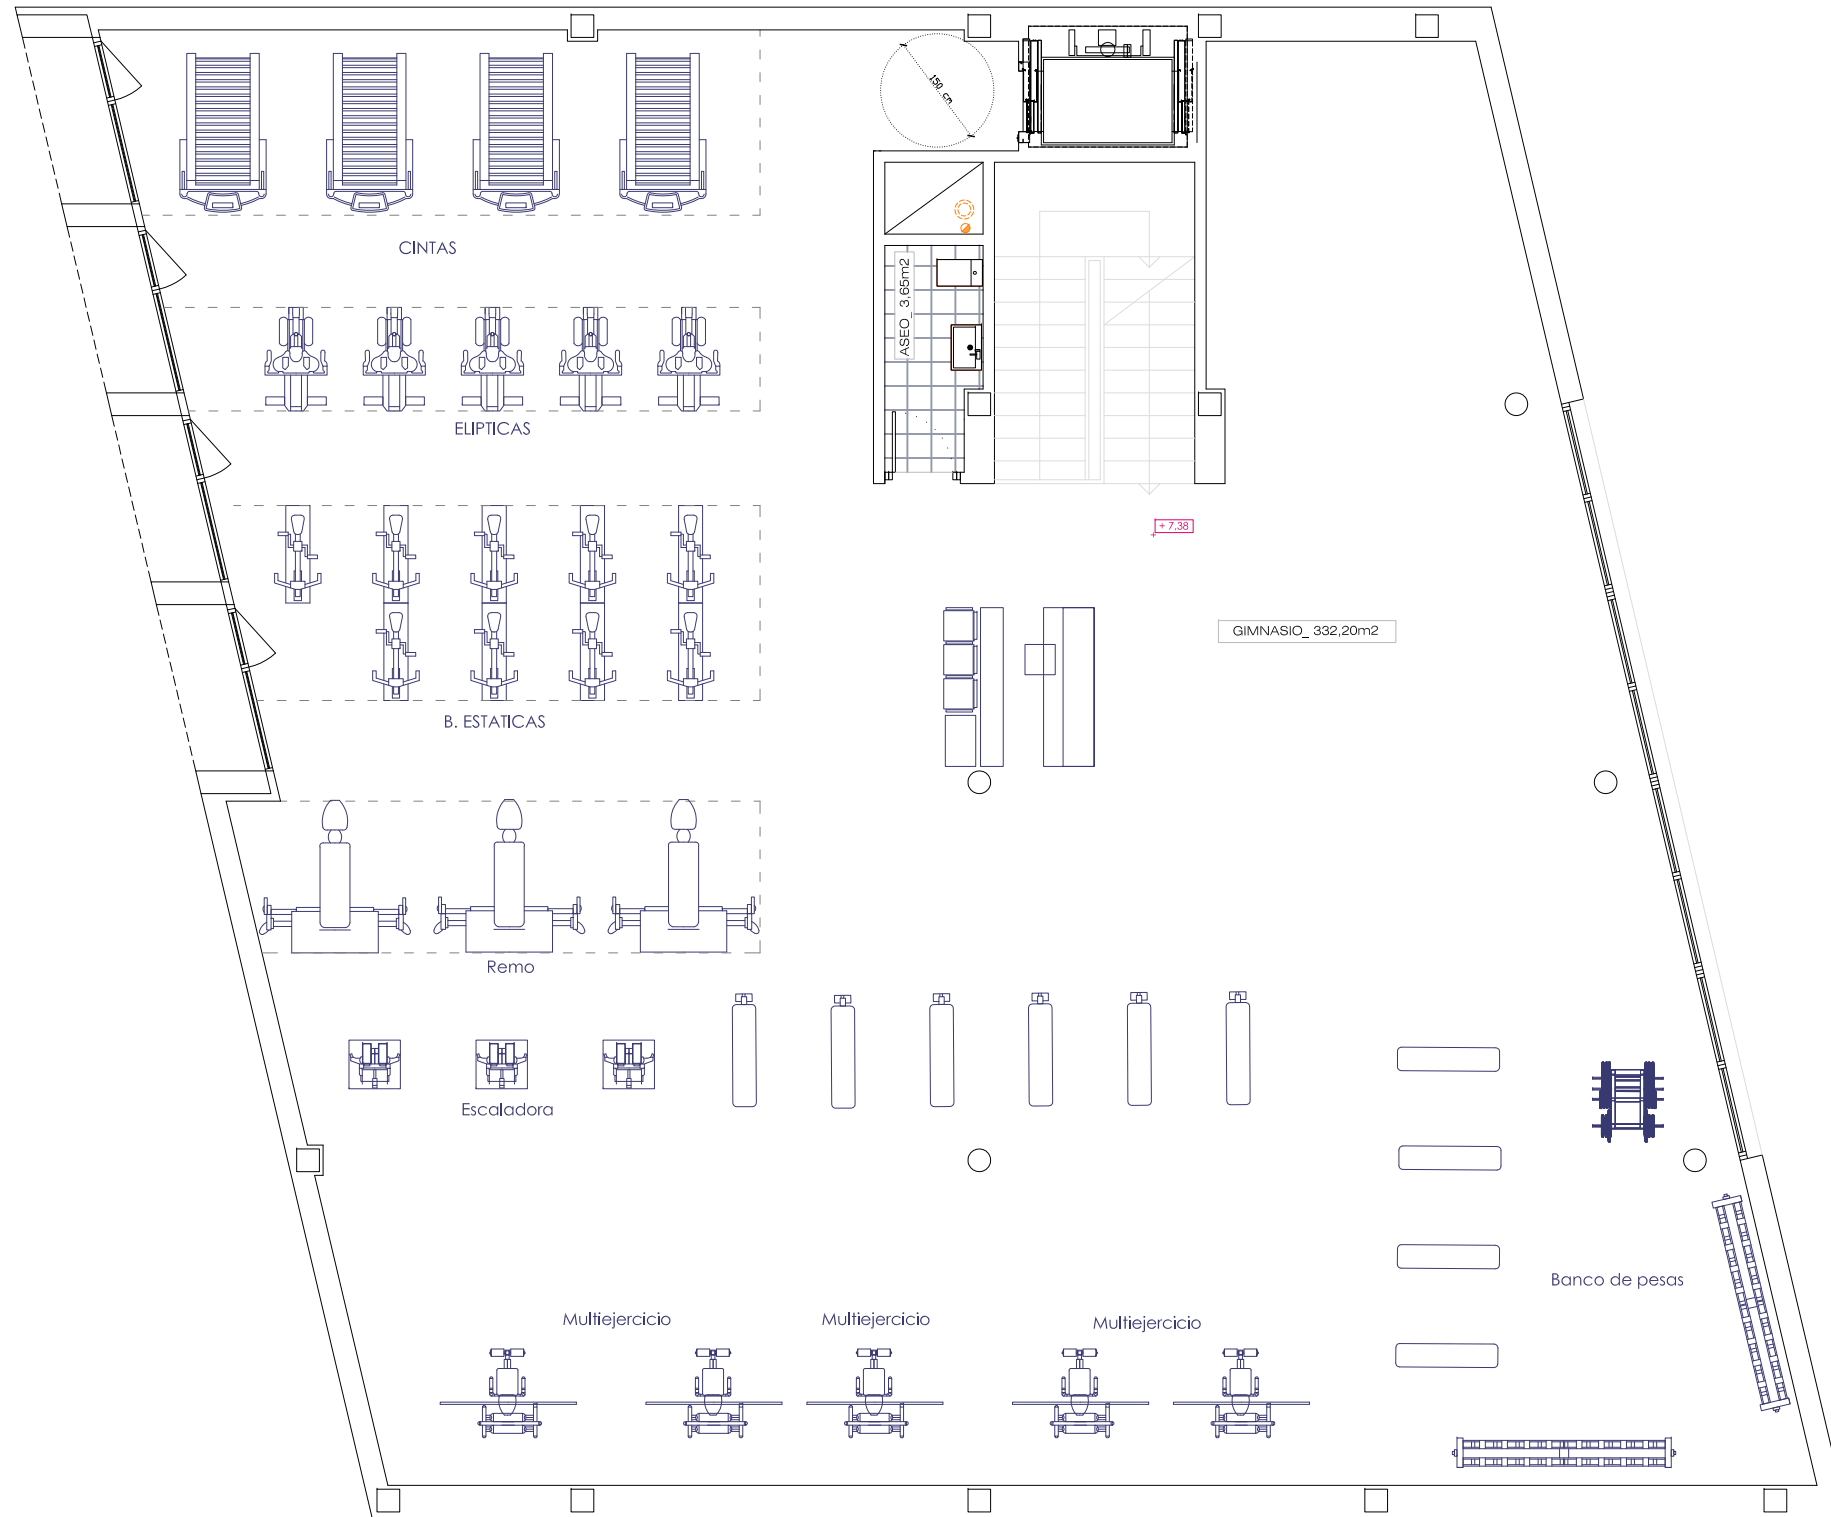 150 cm
CINTAS
ASEO_ 3,65m2
ELIPTICAS
+ 7,38
GIMNASIO_ 332,20m2
B. ESTATICAS
Remo
Escaladora
Banco de pesas
Multiejercicio
Multiejercicio
Multiejercicio